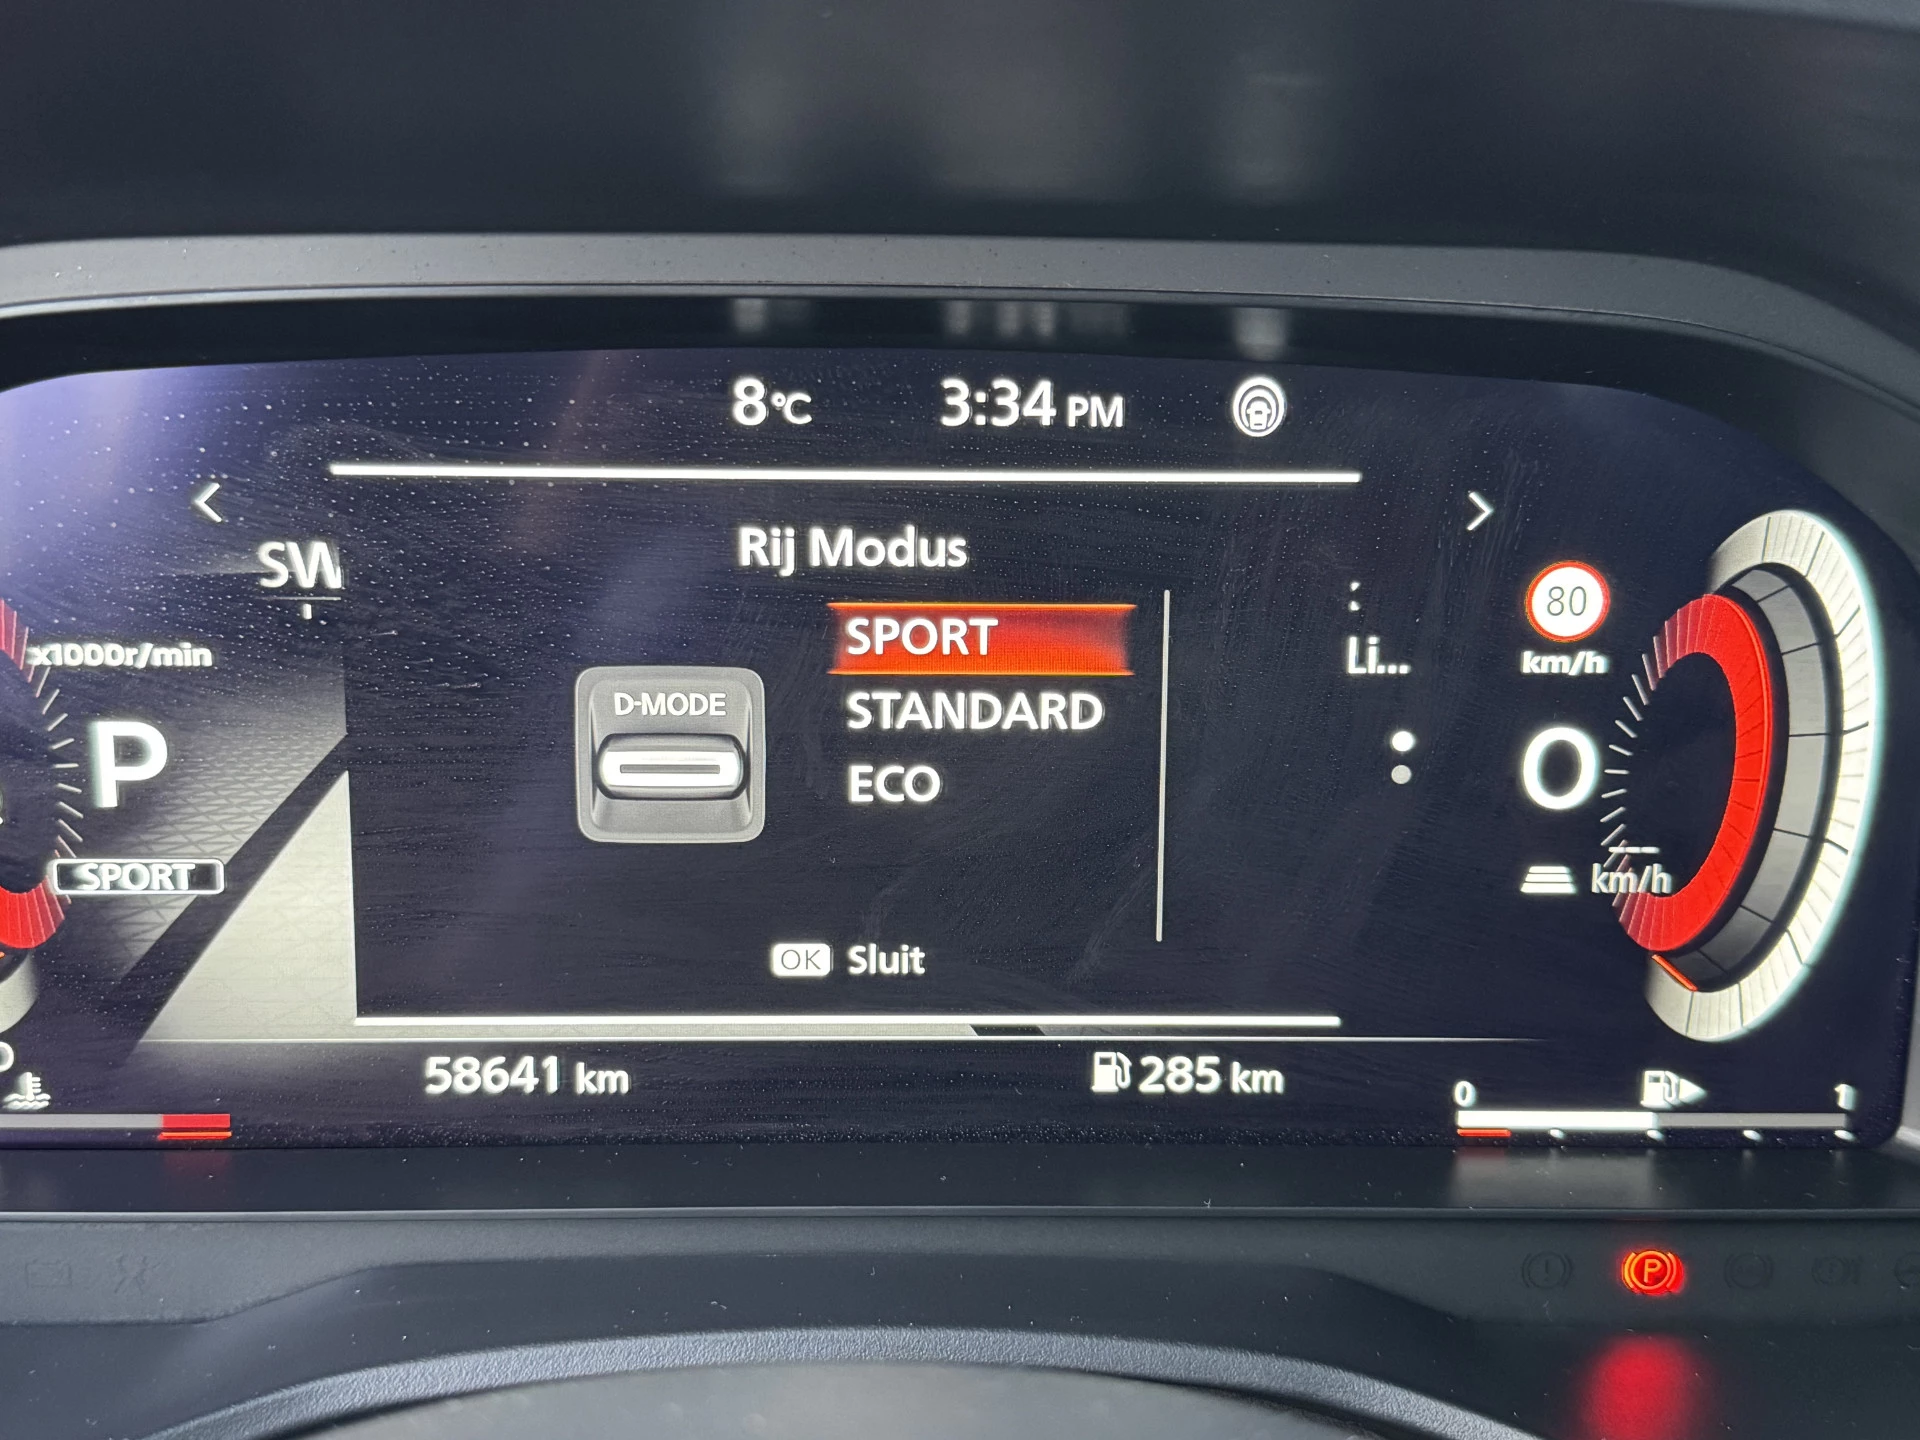 8°C 3:34 PM
SW
Rij Modus
80
km/h
x1000r/min
D-MODE
SPORT
STANDARD
ECO
Li...
P
0
SPORT
--- km/h
OK Sluit
58641 km
285 km
0 1
P